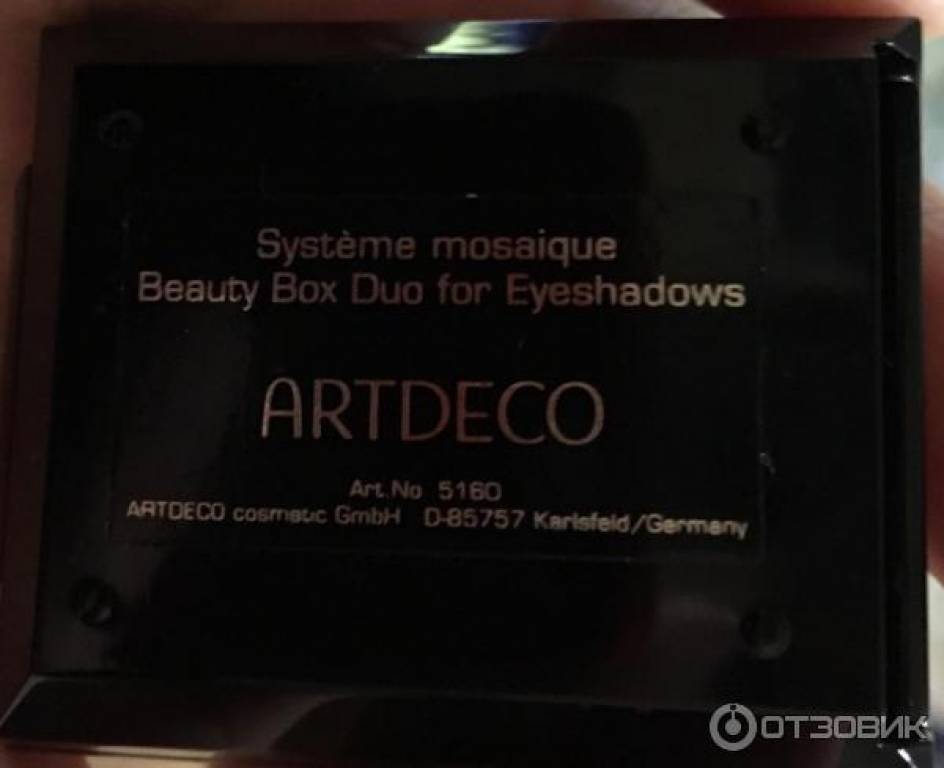 Système mosaique
Beauty Box Duo for Eyeshadows
ARTDECO
Art.No 5160
ARTDECO cosmetic GmbH D-85757 Karlsfeld/Germany
ОТЗОВИК